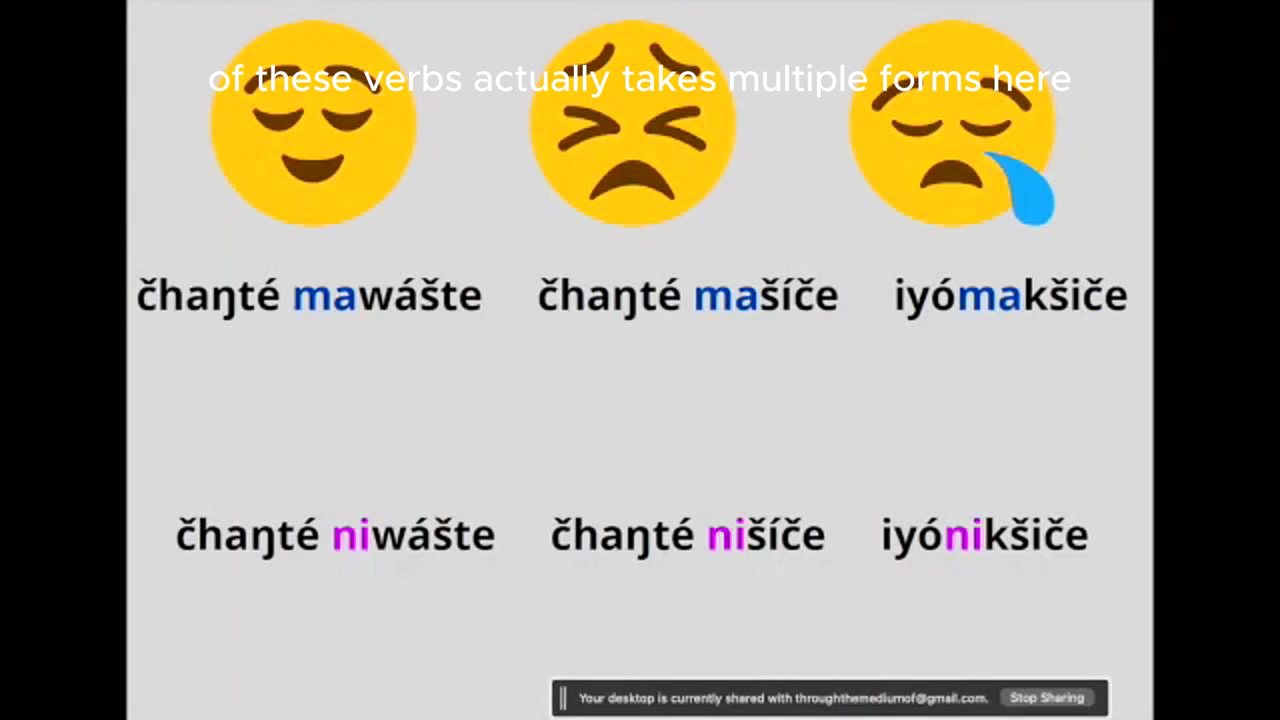 of these verbs actually takes multiple forms here
čhaŋté mawášte čhaŋté mašíče iyómakšiče
čhaŋté niwášte čhaŋté nišíče iyónikšiče
Your desktop is currently shared with throughthemediumof@gmail.com. Stop Sharing